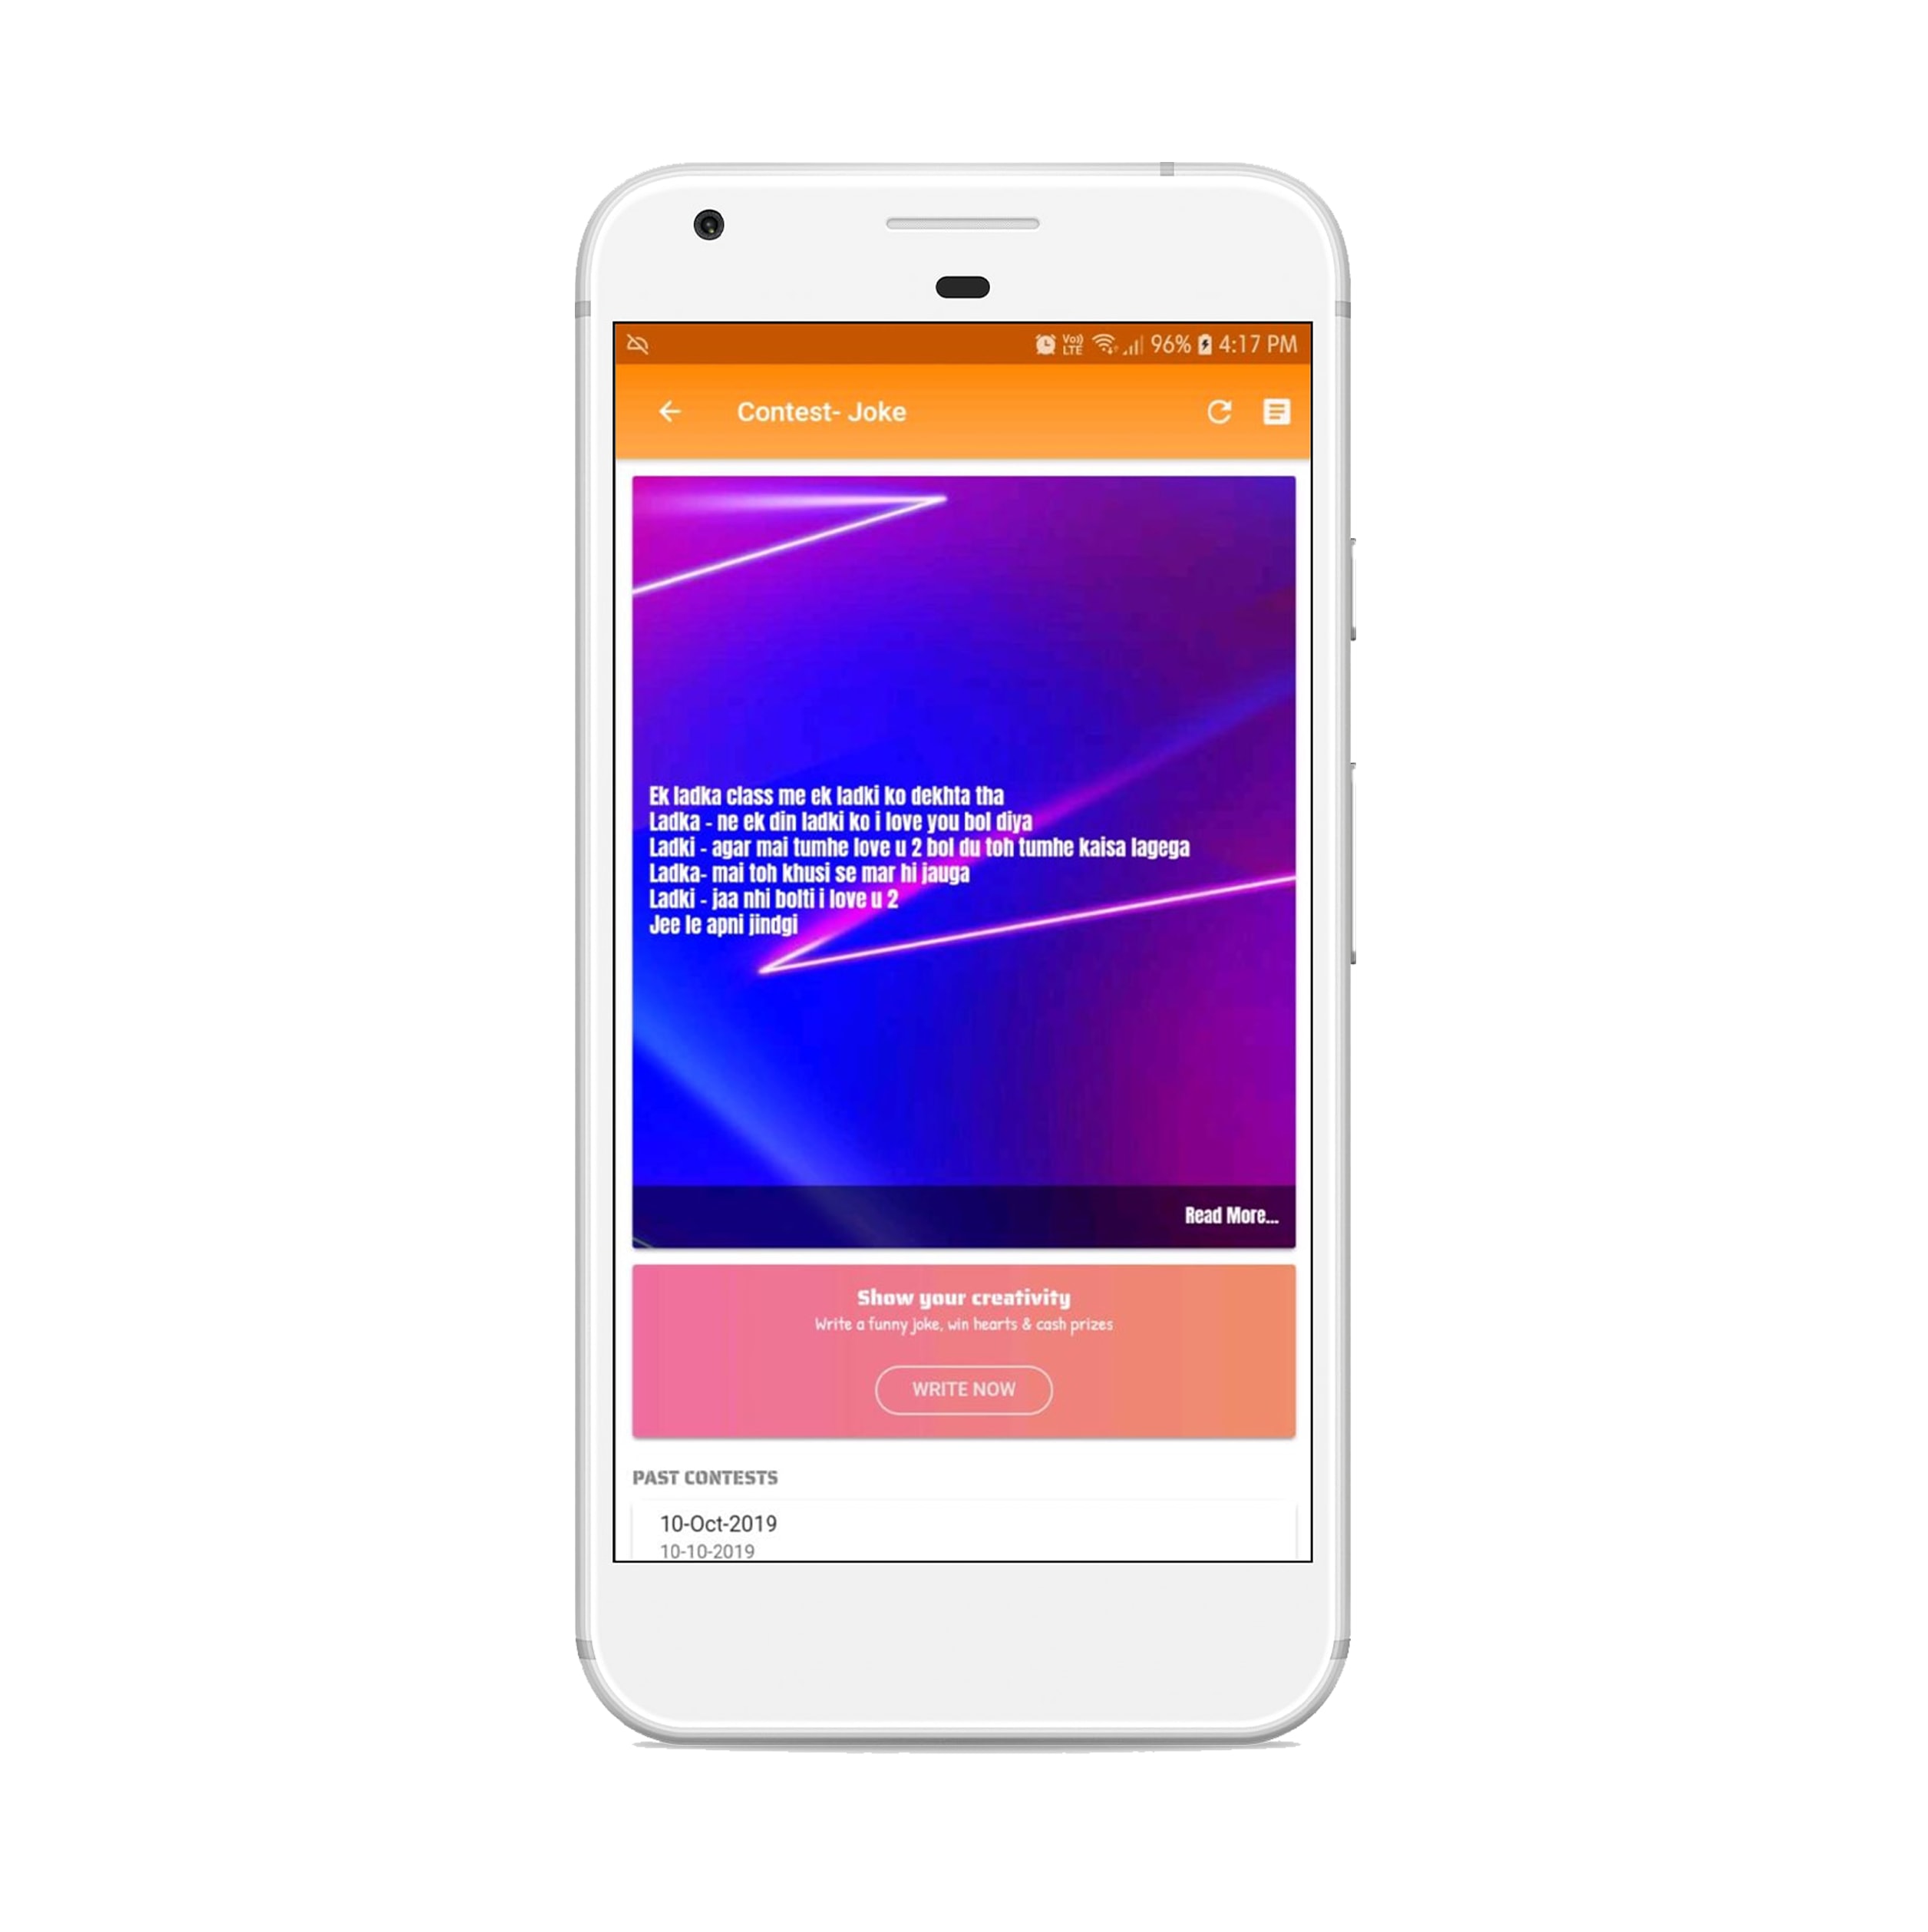 Vo))
LTE
96% 4:17 PM
Contest- Joke
Ek ladka class me ek ladki ko dekhta tha
Ladka - ne ek din ladki ko i love you bol diya
Ladki - agar mai tumhe love u 2 bol du toh tumhe kaisa lagega
Ladka- mai toh khusi se mar hi jauga
Ladki - jaa nhi bolti i love u 2
Jee le apni jindgi
Read More...
Show your creativity
Write a funny joke, win hearts & cash prizes
WRITE NOW
PAST CONTESTS
10-Oct-2019
10-10-2019